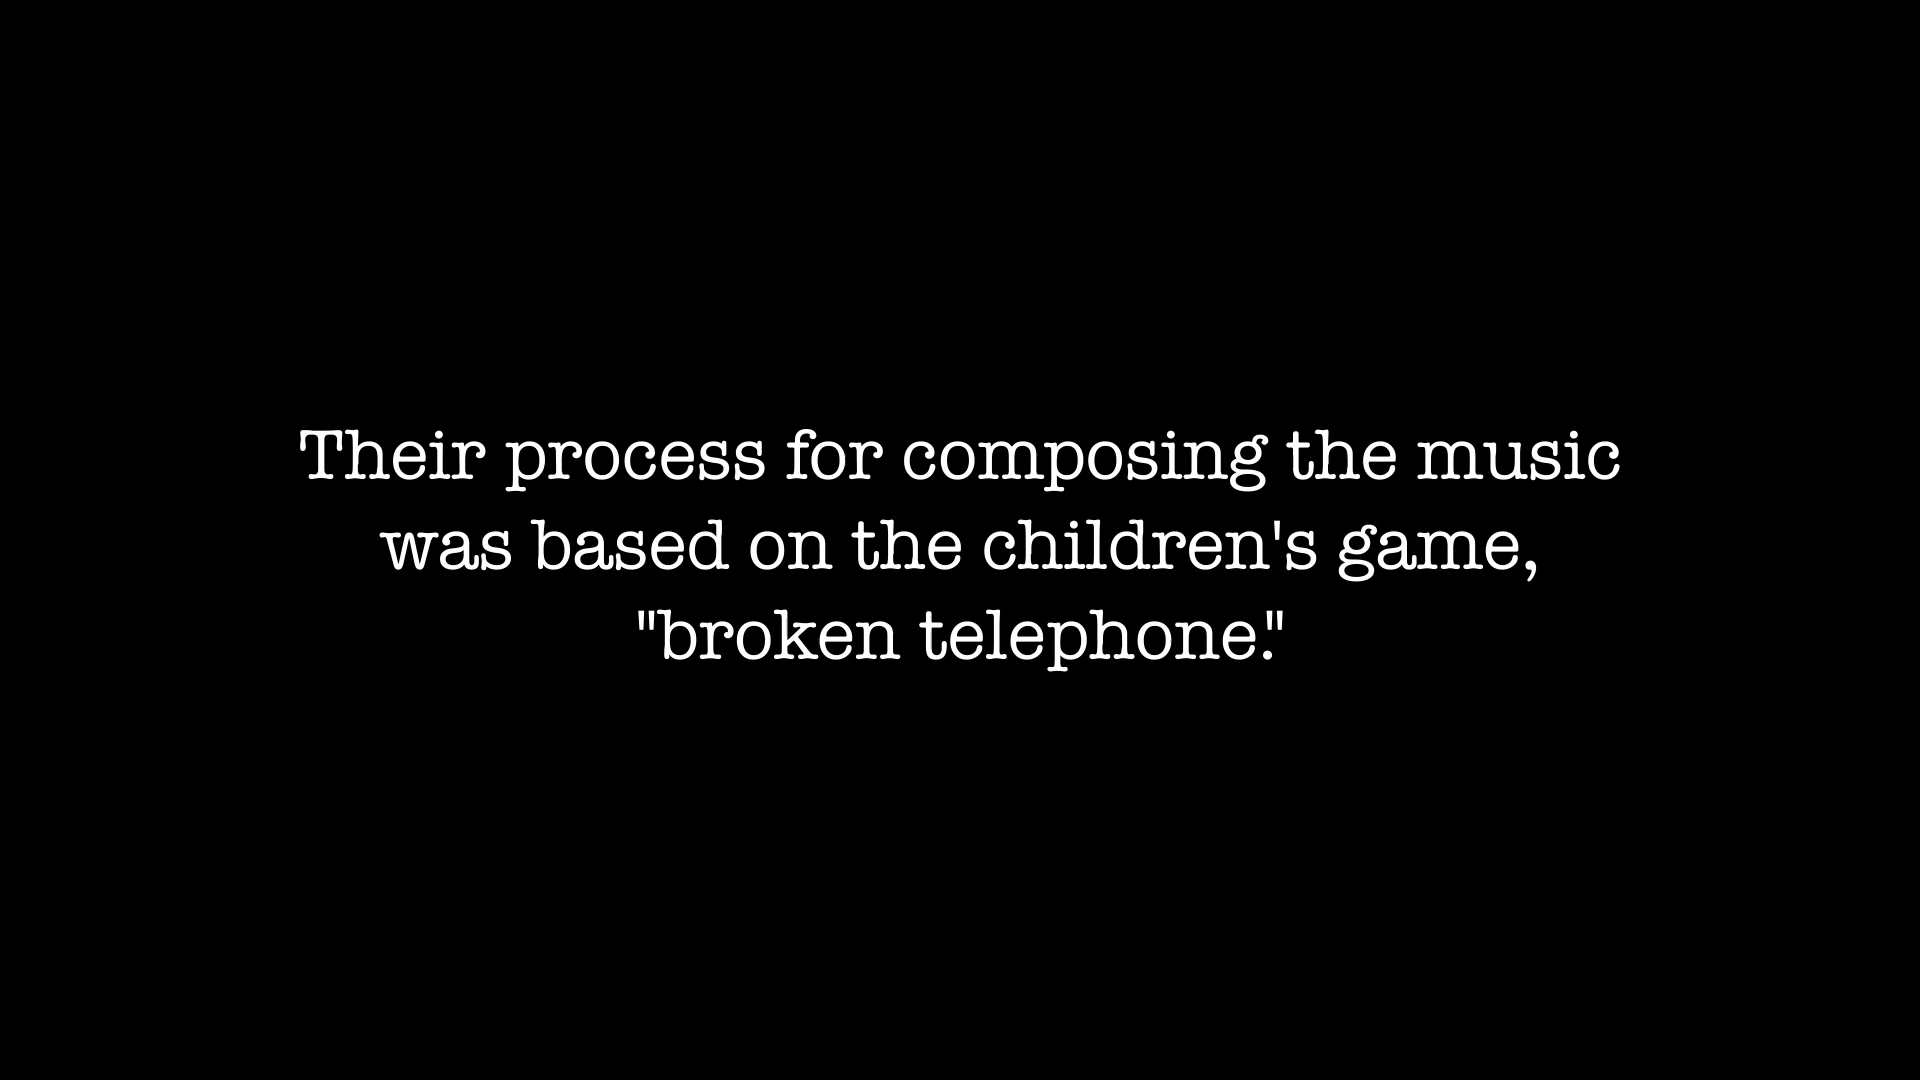 Their process for composing the music
was based on the children's game,
"broken telephone."